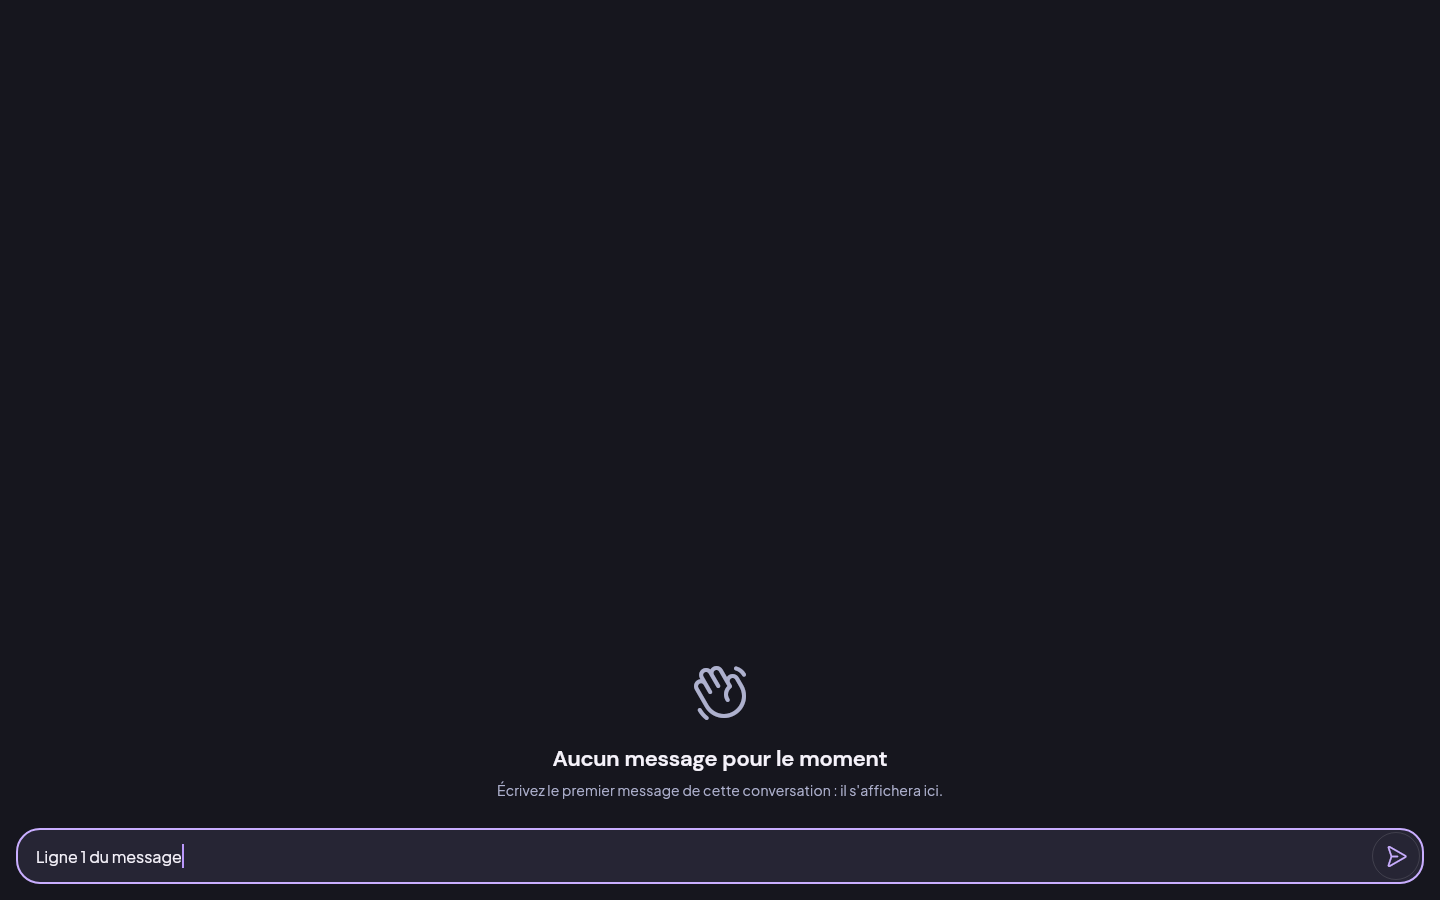 Aucun message pour le moment
Écrivez le premier message de cette conversation : il s'affichera ici.
Ligne 1 du message